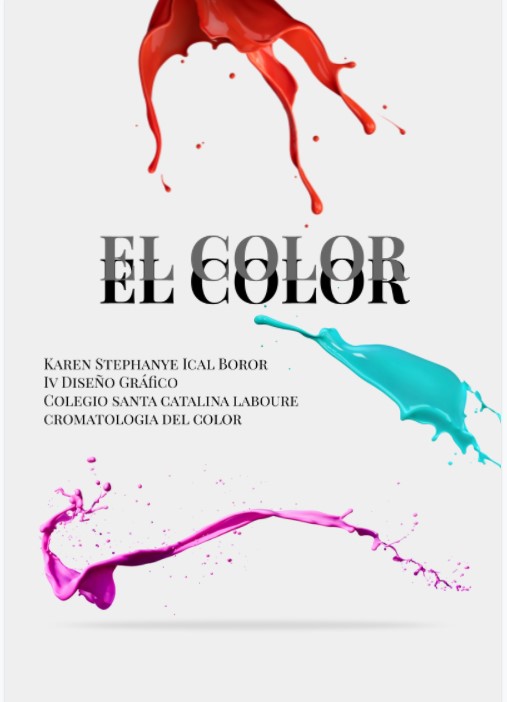 EL COLOR
EL COLOR
Karen Stephanye Ical Boror
Iv Diseño Gráfico
Colegio santa catalina laboure
cromatologia del color